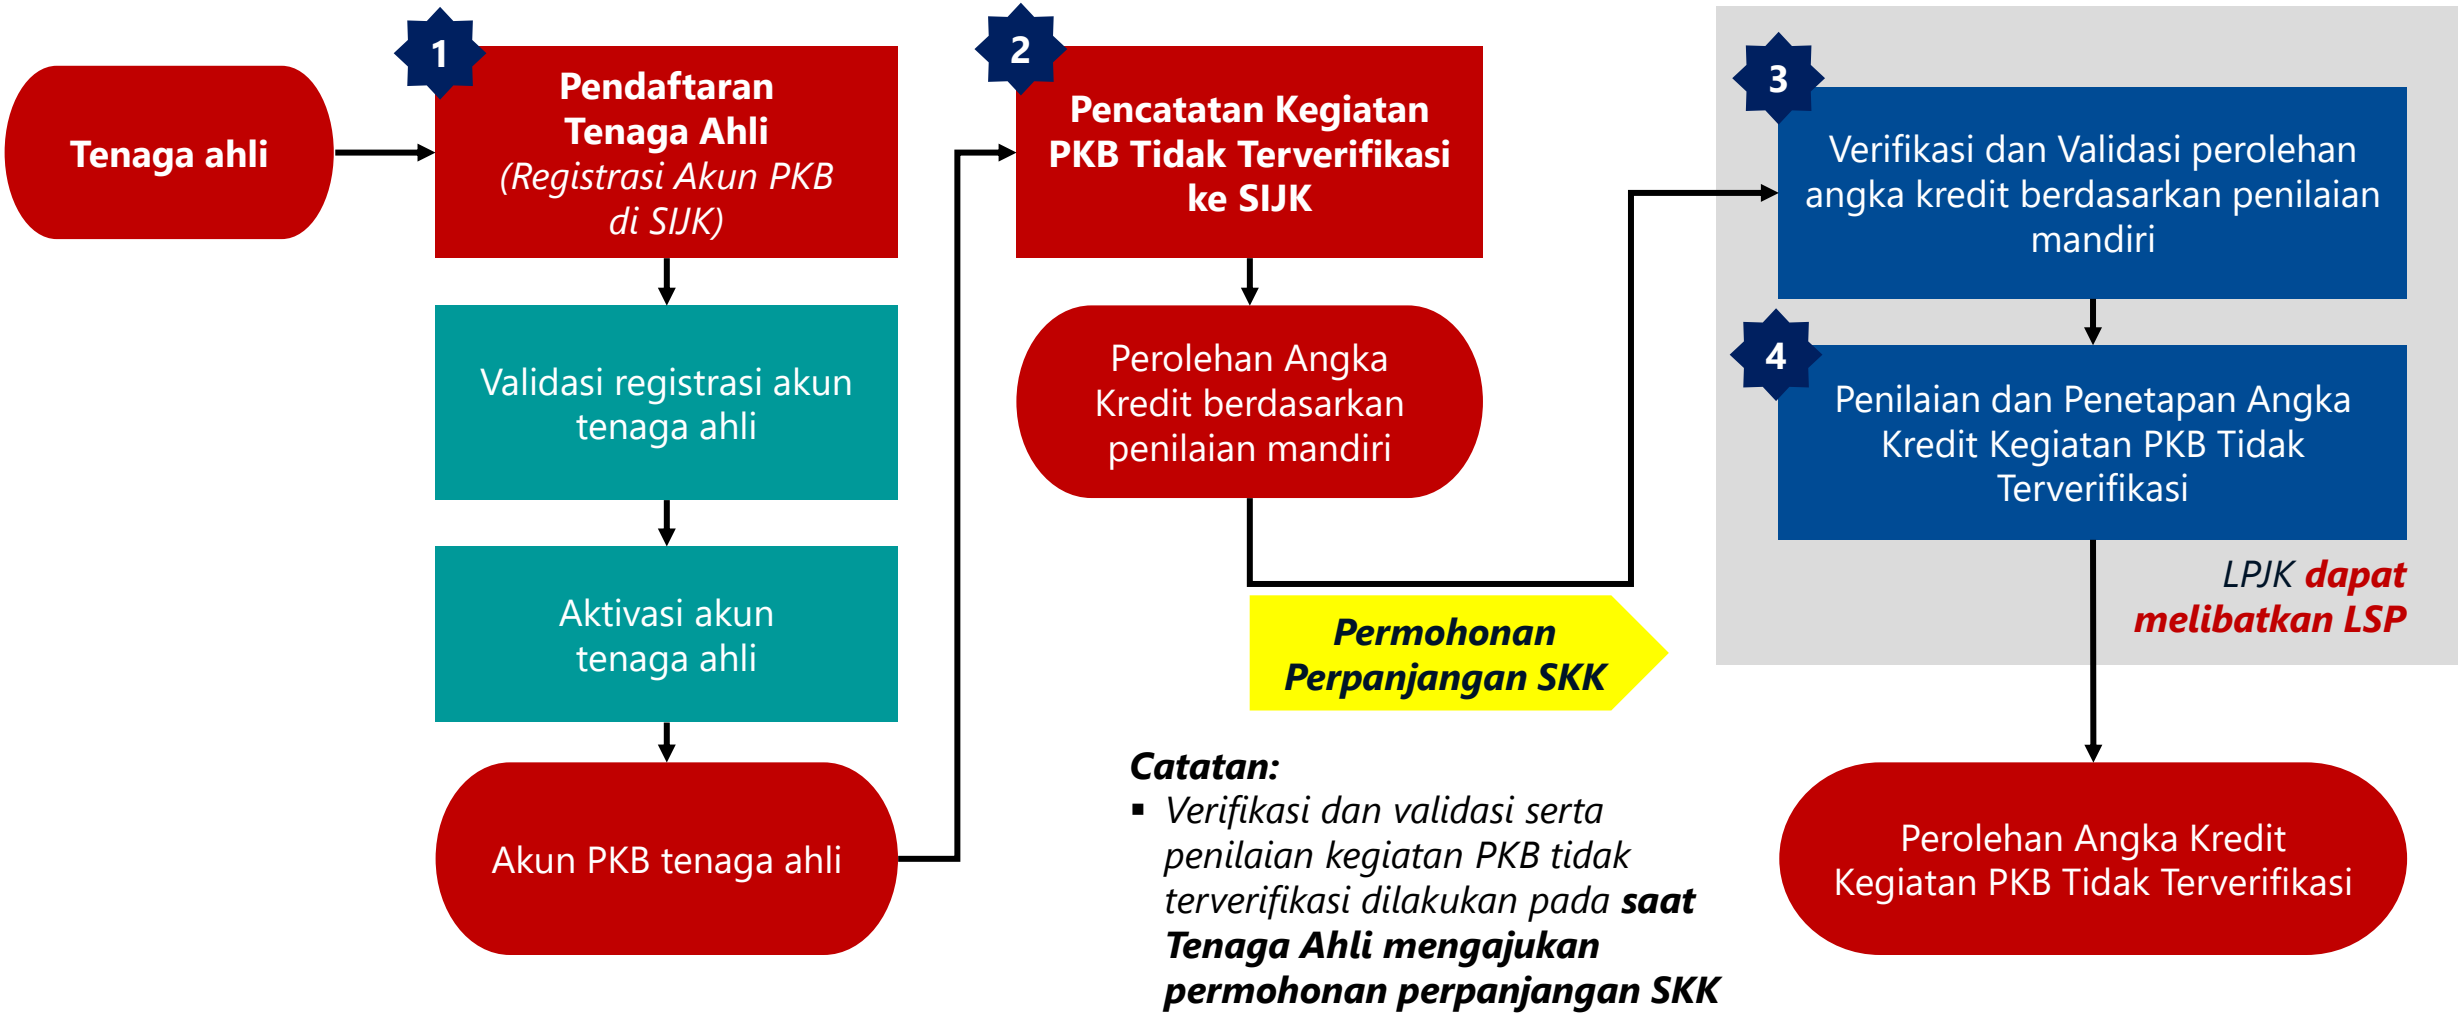 Tenaga ahli
1
Pendaftaran
Tenaga Ahli
(Registrasi Akun PKB
di SIJK)
Validasi registrasi akun
tenaga ahli
Aktivasi akun
tenaga ahli
Akun PKB tenaga ahli
2
Pencatatan Kegiatan
PKB Tidak Terverifikasi
ke SIJK
Perolehan Angka
Kredit berdasarkan
penilaian mandiri
Permohonan
Perpanjangan SKK
Catatan:
▪ Verifikasi dan validasi serta
penilaian kegiatan PKB tidak
terverifikasi dilakukan pada saat
Tenaga Ahli mengajukan
permohonan perpanjangan SKK
3
Verifikasi dan Validasi perolehan
angka kredit berdasarkan penilaian
mandiri
4
Penilaian dan Penetapan Angka
Kredit Kegiatan PKB Tidak
Terverifikasi
LPJK dapat
melibatkan LSP
Perolehan Angka Kredit
Kegiatan PKB Tidak Terverifikasi